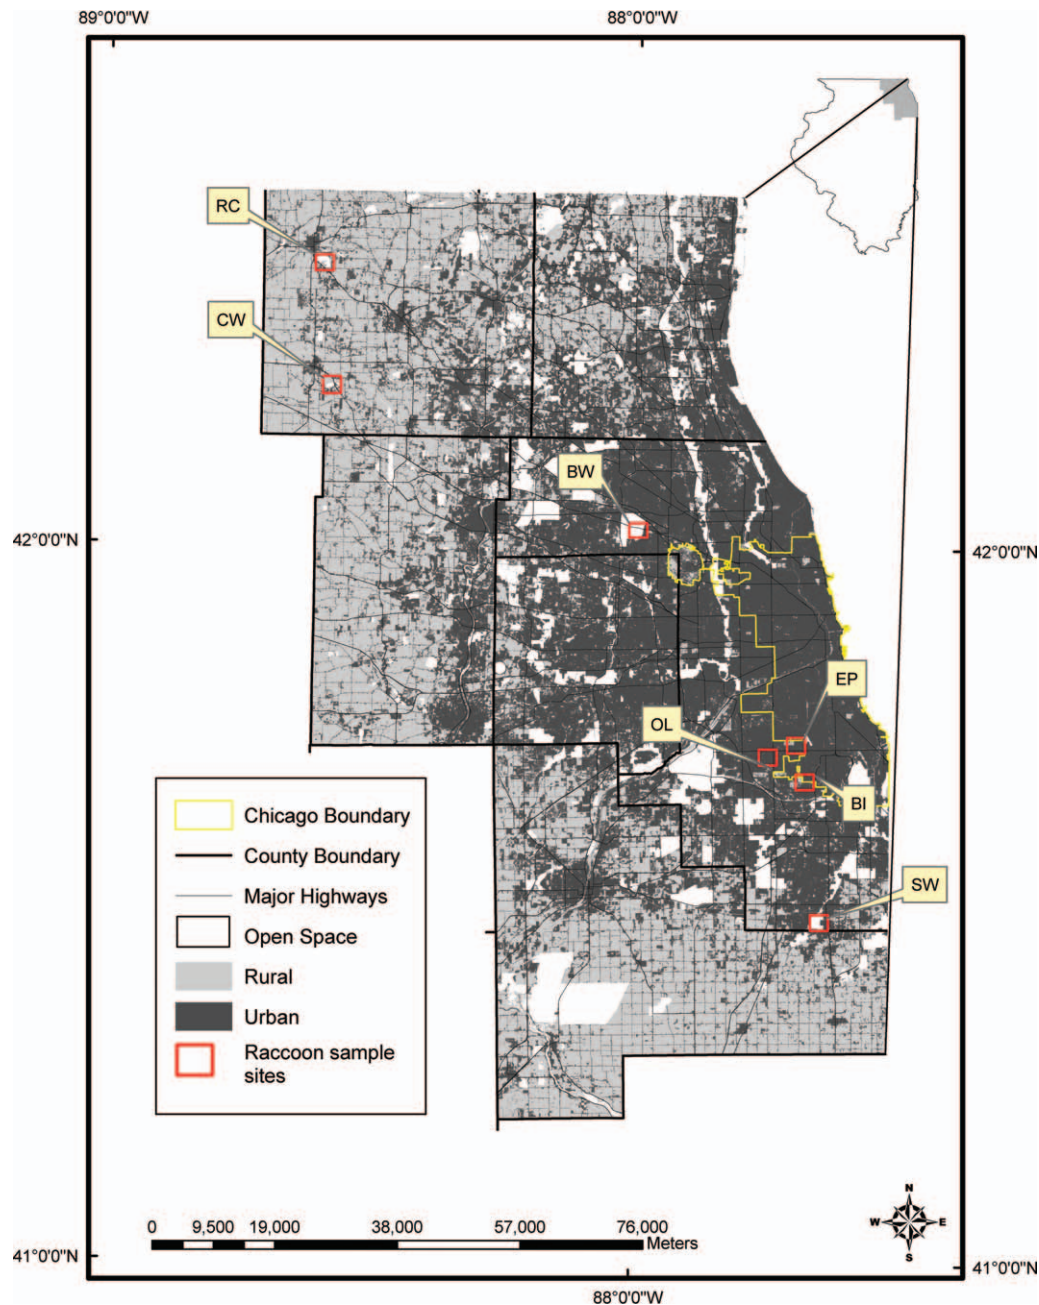 89°0'0"W
88°0'0"W
RC
CW
BW
42°0'0"N
42°0'0"N
EP
OL
BI
SW
Chicago Boundary
County Boundary
Major Highways
Open Space
Rural
Urban
Raccoon sample
sites
N
W E
S
0 9,500 19,000 38,000 57,000 76,000
Meters
41°0'0"N
41°0'0"N
88°0'0"W